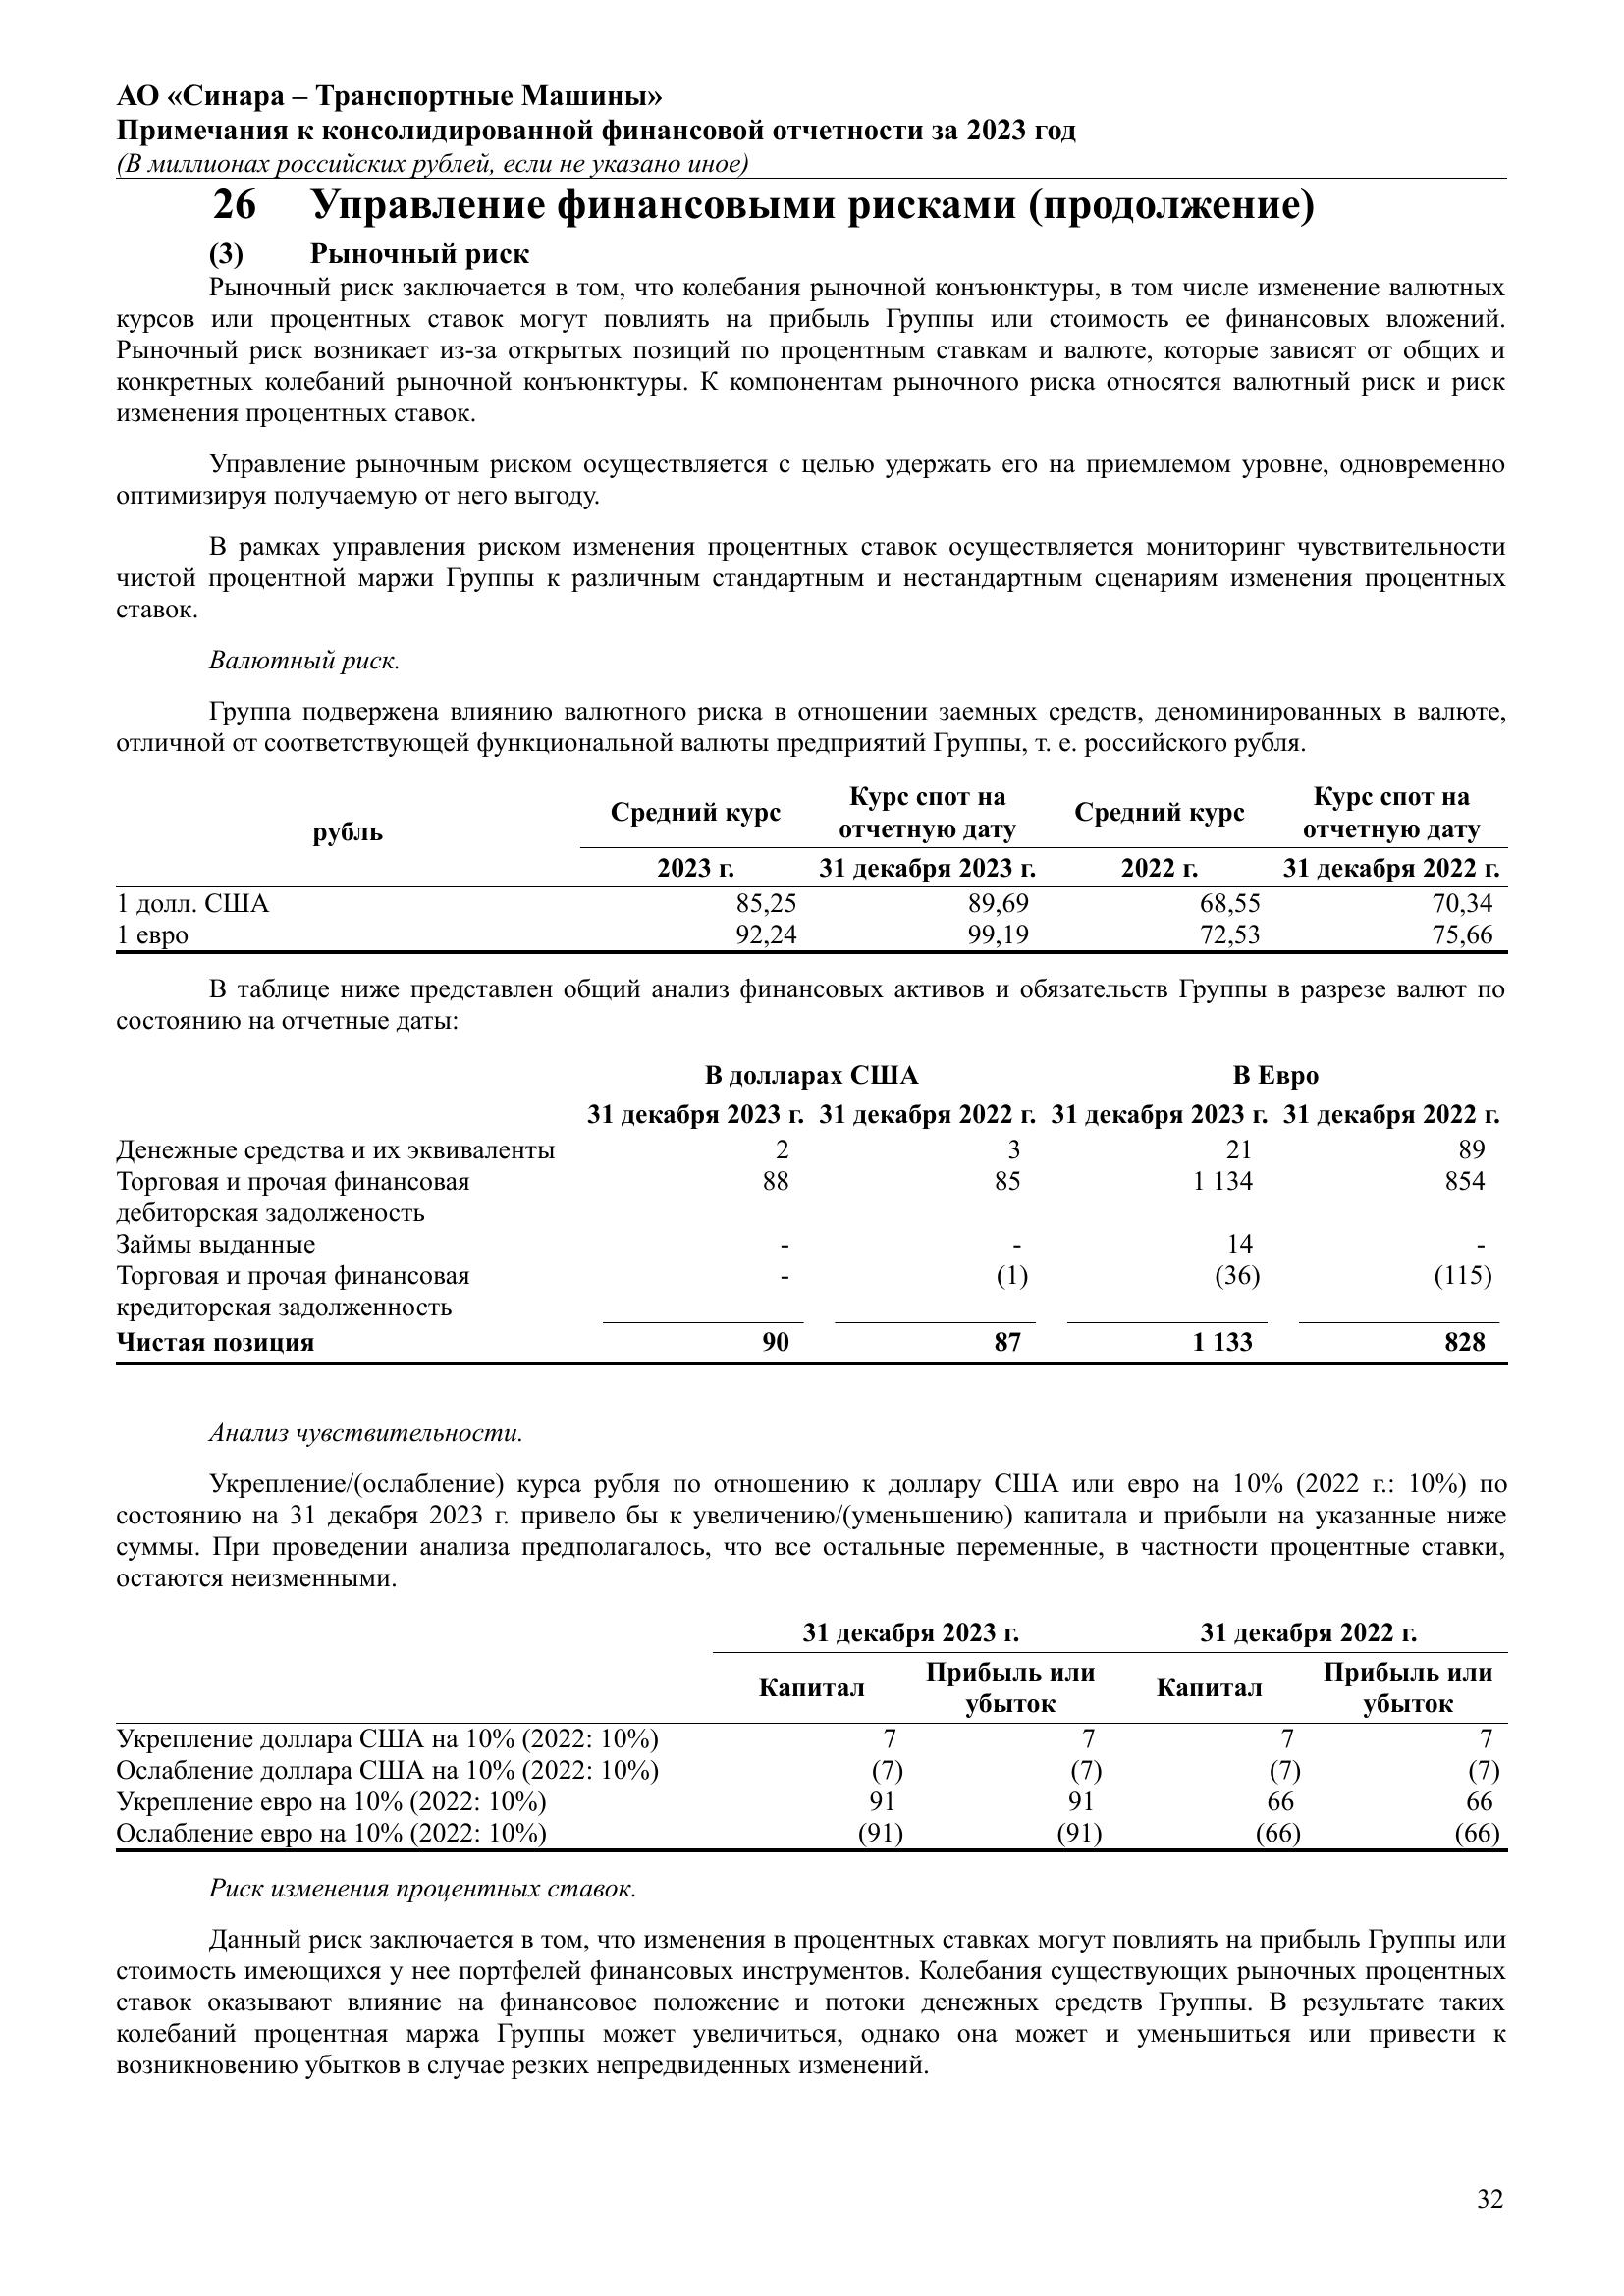 АО «Синара – Транспортные Машины»
Примечания к консолидированной финансовой отчетности за 2023 год
(В миллионах российских рублей, если не указано иное)
26 Управление финансовыми рисками (продолжение)
(3) Рыночный риск
Рыночный риск заключается в том, что колебания рыночной конъюнктуры, в том числе изменение валютных
курсов или процентных ставок могут повлиять на прибыль Группы или стоимость ее финансовых вложений.
Рыночный риск возникает из-за открытых позиций по процентным ставкам и валюте, которые зависят от общих и
конкретных колебаний рыночной конъюнктуры. К компонентам рыночного риска относятся валютный риск и риск
изменения процентных ставок.
Управление рыночным риском осуществляется с целью удержать его на приемлемом уровне, одновременно
оптимизируя получаемую от него выгоду.
В рамках управления риском изменения процентных ставок осуществляется мониторинг чувствительности
чистой процентной маржи Группы к различным стандартным и нестандартным сценариям изменения процентных
ставок.
Валютный риск.
Группа подвержена влиянию валютного риска в отношении заемных средств, деноминированных в валюте,
отличной от соответствующей функциональной валюты предприятий Группы, т. е. российского рубля.
рубль Средний курс Курс спот на отчетную дату Средний курс Курс спот на отчетную дату
2023 г. 31 декабря 2023 г. 2022 г. 31 декабря 2022 г.
1 долл. США 85,25 89,69 68,55 70,34
1 евро 92,24 99,19 72,53 75,66
В таблице ниже представлен общий анализ финансовых активов и обязательств Группы в разрезе валют по
состоянию на отчетные даты:
В долларах США В Евро
31 декабря 2023 г. 31 декабря 2022 г. 31 декабря 2023 г. 31 декабря 2022 г.
Денежные средства и их эквиваленты 2 3 21 89
Торговая и прочая финансовая 88 85 1 134 854
дебиторская задолженость
Займы выданные - - 14 -
Торговая и прочая финансовая - (1) (36) (115)
кредиторская задолженность
Чистая позиция 90 87 1 133 828
Анализ чувствительности.
Укрепление/(ослабление) курса рубля по отношению к доллару США или евро на 10% (2022 г.: 10%) по
состоянию на 31 декабря 2023 г. привело бы к увеличению/(уменьшению) капитала и прибыли на указанные ниже
суммы. При проведении анализа предполагалось, что все остальные переменные, в частности процентные ставки,
остаются неизменными.
31 декабря 2023 г. 31 декабря 2022 г.
Капитал Прибыль или убыток Капитал Прибыль или убыток
Укрепление доллара США на 10% (2022: 10%) 7 7 7 7
Ослабление доллара США на 10% (2022: 10%) (7) (7) (7) (7)
Укрепление евро на 10% (2022: 10%) 91 91 66 66
Ослабление евро на 10% (2022: 10%) (91) (91) (66) (66)
Риск изменения процентных ставок.
Данный риск заключается в том, что изменения в процентных ставках могут повлиять на прибыль Группы или
стоимость имеющихся у нее портфелей финансовых инструментов. Колебания существующих рыночных процентных
ставок оказывают влияние на финансовое положение и потоки денежных средств Группы. В результате таких
колебаний процентная маржа Группы может увеличиться, однако она может и уменьшиться или привести к
возникновению убытков в случае резких непредвиденных изменений.
32